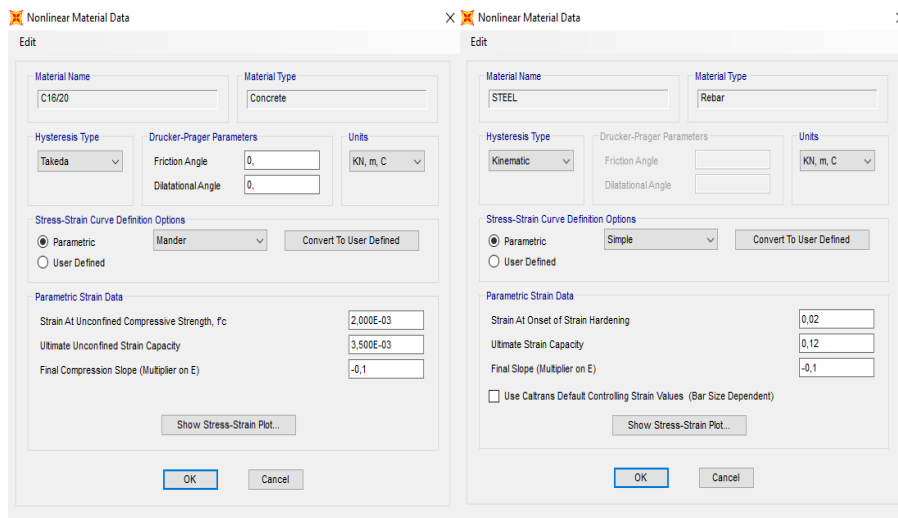 Nonlinear Material Data
Edit
Material Name
C16/20
Material Type
Concrete
Hysteresis Type
Takeda
Drucker-Prager Parameters
Friction Angle 0,
Dilatational Angle 0,
Units
KN, m, C
Stress-Strain Curve Definition Options
Parametric Mander Convert To User Defined
User Defined
Parametric Strain Data
Strain At Unconfined Compressive Strength, f'c 2,000E-03
Ultimate Unconfined Strain Capacity 3,500E-03
Final Compression Slope (Multiplier on E) -0,1
Show Stress-Strain Plot...
OK Cancel
Nonlinear Material Data
Edit
Material Name
STEEL
Material Type
Rebar
Hysteresis Type
Kinematic
Drucker-Prager Parameters
Friction Angle
Dilatational Angle
Units
KN, m, C
Stress-Strain Curve Definition Options
Parametric Simple Convert To User Defined
User Defined
Parametric Strain Data
Strain At Onset of Strain Hardening 0,02
Ultimate Strain Capacity 0,12
Final Slope (Multiplier on E) -0,1
Use Caltrans Default Controlling Strain Values (Bar Size Dependent)
Show Stress-Strain Plot...
OK Cancel